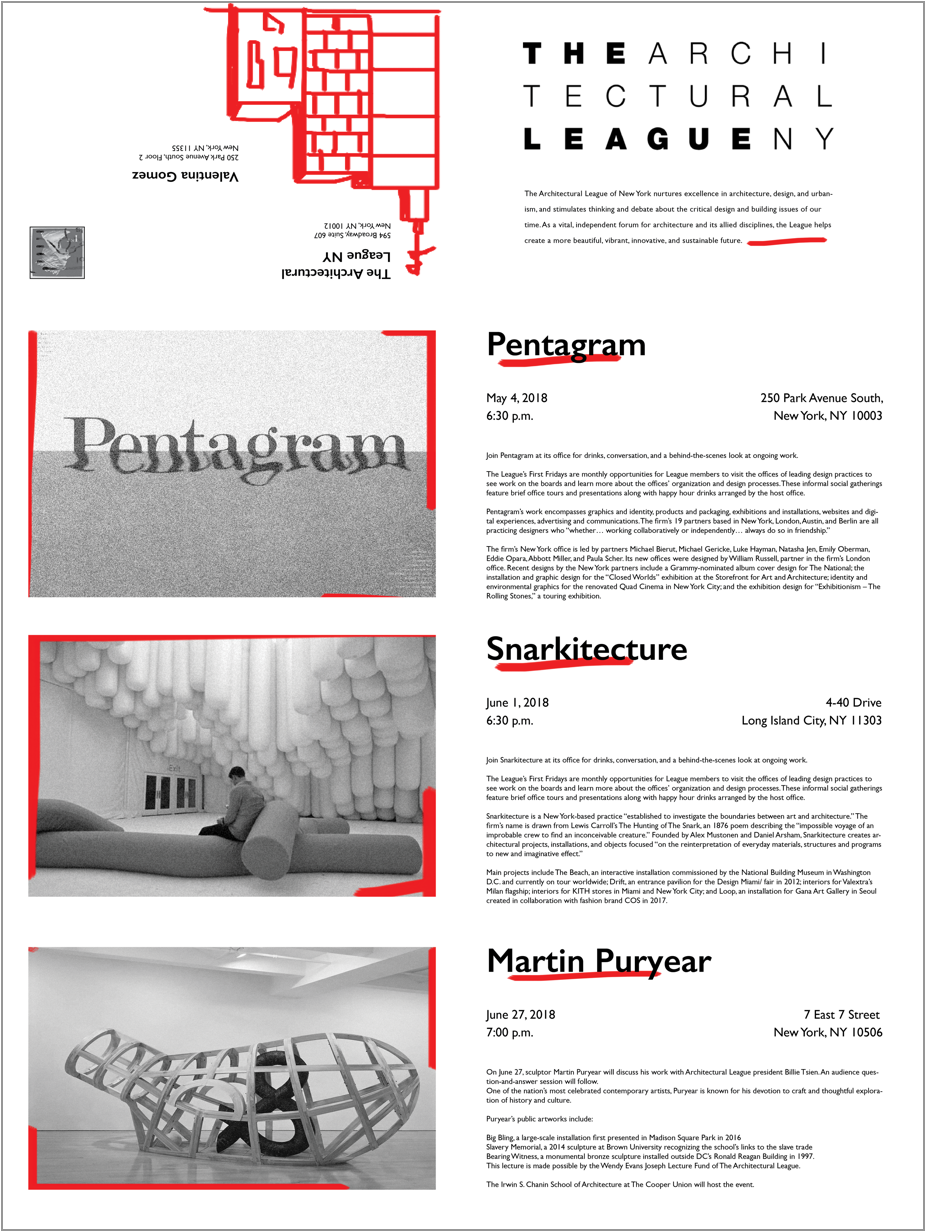 THE ARCHI
TECTURAL
LEAGUE NY
The Architectural League of New York nurtures excellence in architecture, design, and urban-
ism, and stimulates thinking and debate about the critical design and building issues of our
time. As a vital, independent forum for architecture and its allied disciplines, the League helps
create a more beautiful, vibrant, innovative, and sustainable future.
The Architectural
League NY
594 Broadway, Suite 607
New York, NY 10012
Valentina Gomez
250 Park Avenue South, Floor 2
New York, NY 11355
Pentagram
Pentagram
May 4, 2018
6:30 p.m.
250 Park Avenue South,
New York, NY 10003
Join Pentagram at its office for drinks, conversation, and a behind-the-scenes look at ongoing work.
The League's First Fridays are monthly opportunities for League members to visit the offices of leading design practices to
see work on the boards and learn more about the offices' organization and design processes. These informal social gatherings
feature brief office tours and presentations along with happy hour drinks arranged by the host office.
Pentagram's work encompasses graphics and identity, products and packaging, exhibitions and installations, websites and digi-
tal experiences, advertising and communications. The firm's 19 partners based in New York, London, Austin, and Berlin are all
practicing designers who "whether… working collaboratively or independently… always do so in friendship."
The firm's New York office is led by partners Michael Bierut, Michael Gericke, Luke Hayman, Natasha Jen, Emily Oberman,
Eddie Opara, Abbott Miller, and Paula Scher. Its new offices were designed by William Russell, partner in the firm's London
office. Recent designs by the New York partners include a Grammy-nominated album cover design for The National; the
installation and graphic design for the "Closed Worlds" exhibition at the Storefront for Art and Architecture; identity and
environmental graphics for the renovated Quad Cinema in New York City; and the exhibition design for "Exhibitionism – The
Rolling Stones," a touring exhibition.
Snarkitecture
June 1, 2018
6:30 p.m.
4-40 Drive
Long Island City, NY 11303
Join Snarkitecture at its office for drinks, conversation, and a behind-the-scenes look at ongoing work.
The League's First Fridays are monthly opportunities for League members to visit the offices of leading design practices to
see work on the boards and learn more about the offices' organization and design processes. These informal social gatherings
feature brief office tours and presentations along with happy hour drinks arranged by the host office.
Snarkitecture is a New York-based practice "established to investigate the boundaries between art and architecture." The
firm's name is drawn from Lewis Carroll's The Hunting of The Snark, an 1876 poem describing the "impossible voyage of an
improbable crew to find an inconceivable creature." Founded by Alex Mustonen and Daniel Arsham, Snarkitecture creates ar-
chitectural projects, installations, and objects focused "on the reinterpretation of everyday materials, structures and programs
to new and imaginative effect."
Main projects include The Beach, an interactive installation commissioned by the National Building Museum in Washington
D.C. and currently on tour worldwide; Drift, an entrance pavilion for the Design Miami/ fair in 2012; interiors for Valextra's
Milan flagship; interiors for KITH stores in Miami and New York City; and Loop, an installation for Gana Art Gallery in Seoul
created in collaboration with fashion brand COS in 2017.
Martin Puryear
June 27, 2018
7:00 p.m.
7 East 7 Street
New York, NY 10506
On June 27, sculptor Martin Puryear will discuss his work with Architectural League president Billie Tsien. An audience ques-
tion-and-answer session will follow.
One of the nation's most celebrated contemporary artists, Puryear is known for his devotion to craft and thoughtful explora-
tion of history and culture.
Puryear's public artworks include:
Big Bling, a large-scale installation first presented in Madison Square Park in 2016
Slavery Memorial, a 2014 sculpture at Brown University recognizing the school's links to the slave trade
Bearing Witness, a monumental bronze sculpture installed outside DC's Ronald Reagan Building in 1997.
This lecture is made possible by the Wendy Evans Joseph Lecture Fund of The Architectural League.
The Irwin S. Chanin School of Architecture at The Cooper Union will host the event.